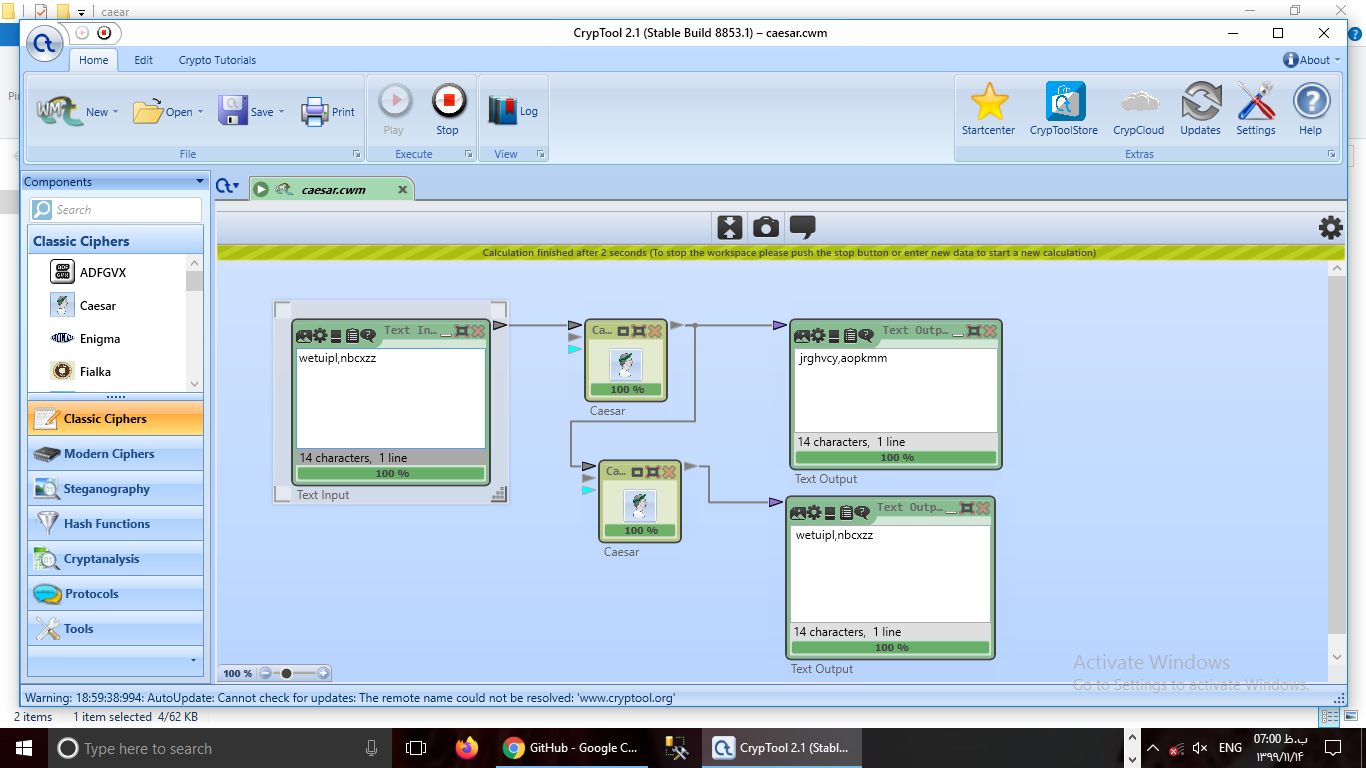 caear
CrypTool 2.1 (Stable Build 8853.1) – caesar.cwm
Home Edit Crypto Tutorials About
New Open Save Print Play Stop Log Startcenter CrypToolStore CrypCloud Updates Settings Help
File Execute View Extras
Components
caesar.cwm
Search
Classic Ciphers
ADFGVX
Caesar
Enigma
Fialka
Classic Ciphers
Modern Ciphers
Steganography
Hash Functions
Cryptanalysis
Protocols
Tools
Calculation finished after 2 seconds (To stop the workspace please push the stop button or enter new data to start a new calculation)
Text In...
wetuipl,nbcxzz
14 characters, 1 line
100 %
Text Input
Ca...
100 %
Caesar
Text Outp...
jrghvcy,aopkmm
14 characters, 1 line
100 %
Text Output
Ca...
100 %
Caesar
Text Outp...
wetuipl,nbcxzz
14 characters, 1 line
100 %
Text Output
100 %
Activate Windows
Go to Settings to activate Windows.
Warning: 18:59:38:994: AutoUpdate: Cannot check for updates: The remote name could not be resolved: 'www.cryptool.org'
2 items 1 item selected 4/62 KB
Type here to search
GitHub - Google C...
CrypTool 2.1 (Stabl...
ENG
07:00 ب.ظ
۱۳۹۹/۱۱/۱۴